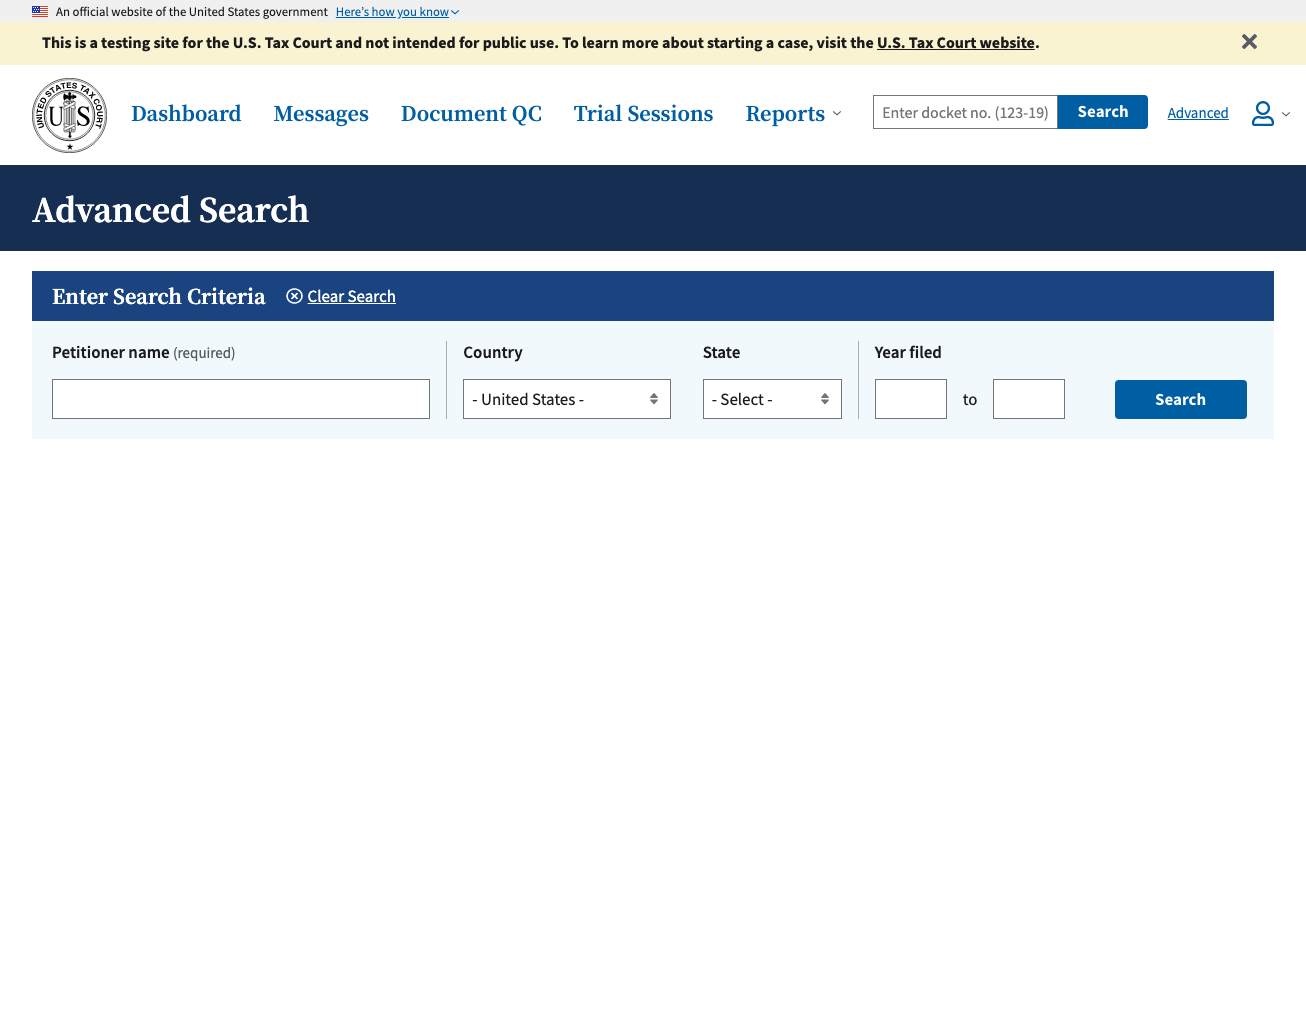 An official website of the United States government Here's how you know
This is a testing site for the U.S. Tax Court and not intended for public use. To learn more about starting a case, visit the U.S. Tax Court website.
UNITED STATES TAX COURT
US
Dashboard Messages Document QC Trial Sessions Reports Enter docket no. (123-19) Search Advanced
Advanced Search
Enter Search Criteria Clear Search
Petitioner name (required) Country State Year filed
- United States - - Select - to Search